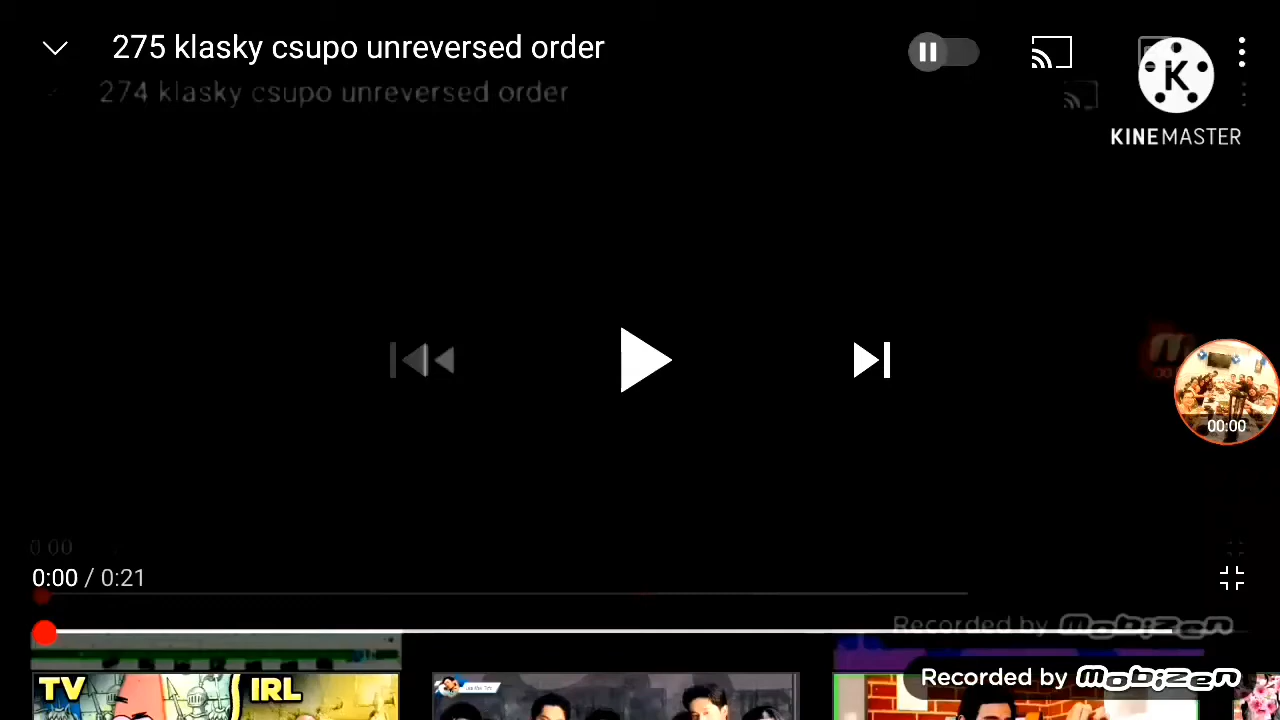 275 klasky csupo unreversed order
274 klasky csupo unreversed order
K
KINEMASTER
00:00
0 00
0:00 / 0:21
Recorded by mobizen
Recorded by mobizen
TV
IRL